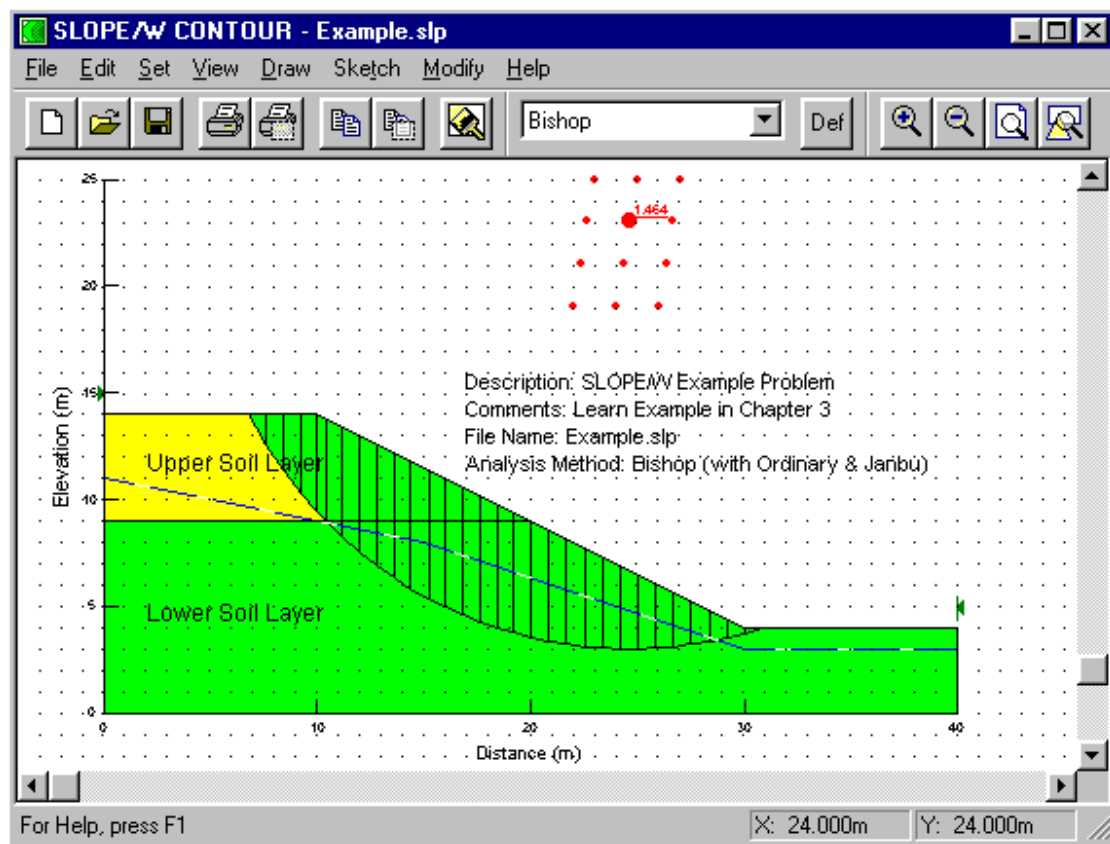 SLOPE/W CONTOUR - Example.slp
File Edit Set View Draw Sketch Modify Help
Bishop Def
25
1.464
20
Description: SLOPE/W Example Problem
Comments: Learn Example in Chapter 3
File Name: Example.slp
Analysis Method: Bishop (with Ordinary & Janbu)
15
Elevation (m)
Upper Soil Layer
10
5
Lower Soil Layer
0
0 10 20 30 40
Distance (m)
For Help, press F1 X: 24.000m Y: 24.000m